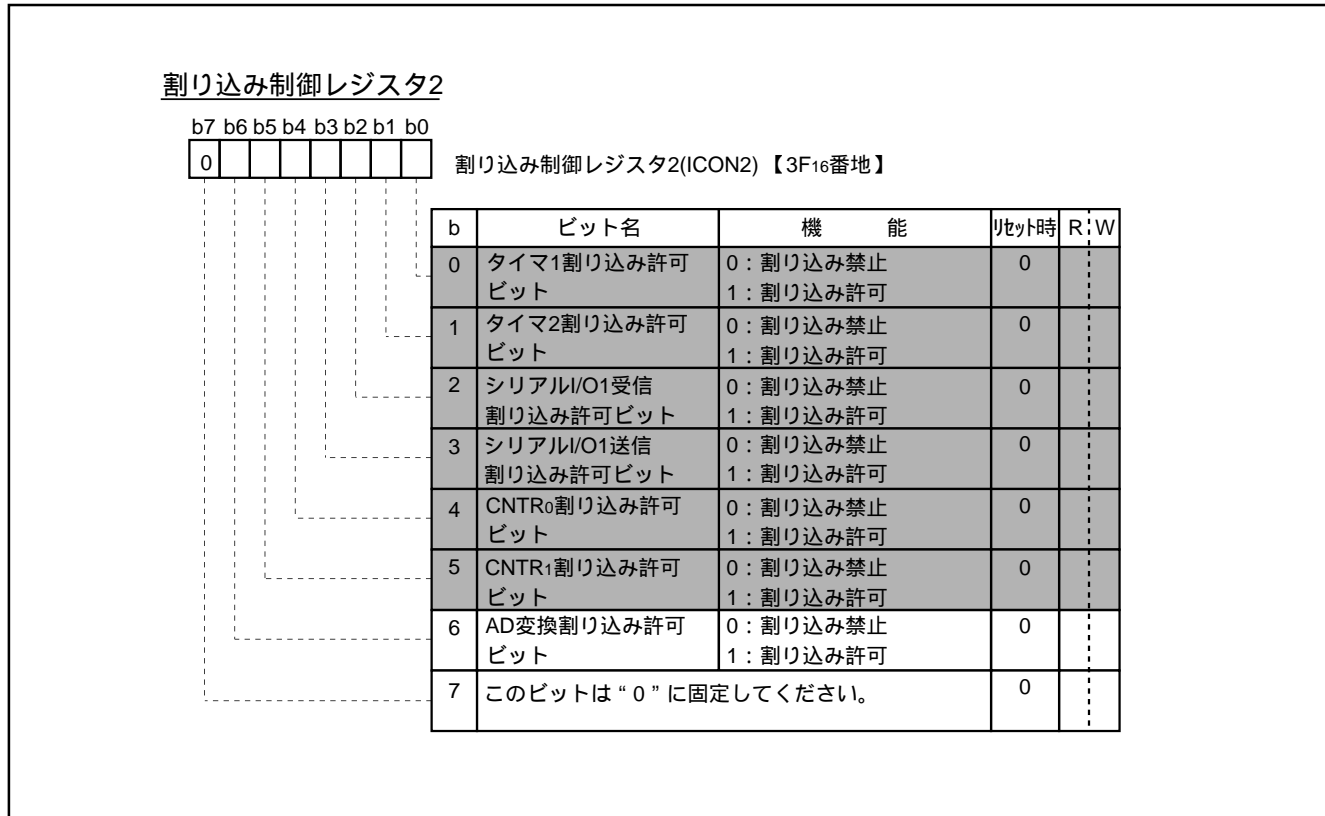 割り込み制御レジスタ2
b7 b6 b5 b4 b3 b2 b1 b0
0
割り込み制御レジスタ2(ICON2)【3F16番地】
b ビット名 機 能 リセット時 R W
0 タイマ1割り込み許可 0：割り込み禁止 0
ビット 1：割り込み許可
1 タイマ2割り込み許可 0：割り込み禁止 0
ビット 1：割り込み許可
2 シリアルI/O1受信 0：割り込み禁止 0
割り込み許可ビット 1：割り込み許可
3 シリアルI/O1送信 0：割り込み禁止 0
割り込み許可ビット 1：割り込み許可
4 CNTR0割り込み許可 0：割り込み禁止 0
ビット 1：割り込み許可
5 CNTR1割り込み許可 0：割り込み禁止 0
ビット 1：割り込み許可
6 AD変換割り込み許可 0：割り込み禁止 0
ビット 1：割り込み許可
7 このビットは“0”に固定してください。 0